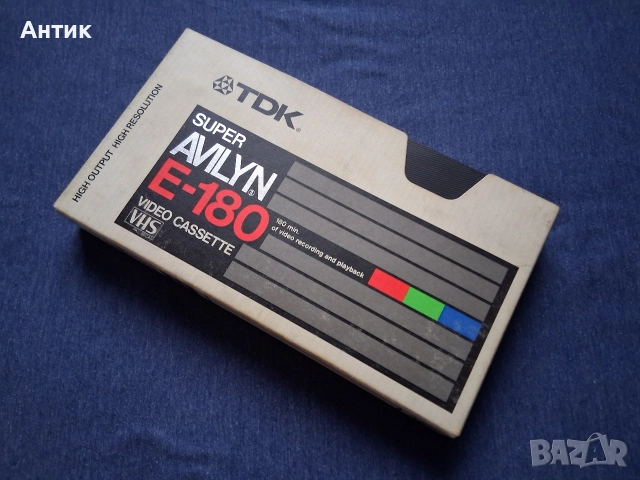 Антик
TDK
HIGH OUTPUT HIGH RESOLUTION
SUPER
AVILYN
E-180
VIDEO CASSETTE
VHS
180 min.
of video recording and playback
BAZAR